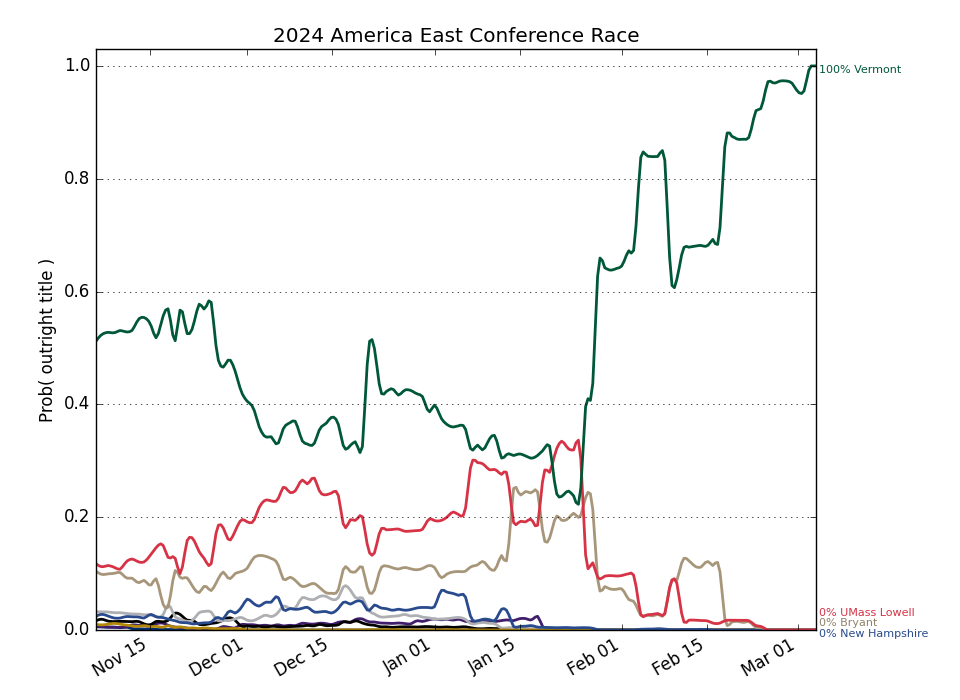 2024 America East Conference Race
Prob( outright title )
1.0
0.8
0.6
0.4
0.2
0.0
100% Vermont
0% UMass Lowell
0% Bryant
0% New Hampshire
Nov 15
Dec 01
Dec 15
Jan 01
Jan 15
Feb 01
Feb 15
Mar 01